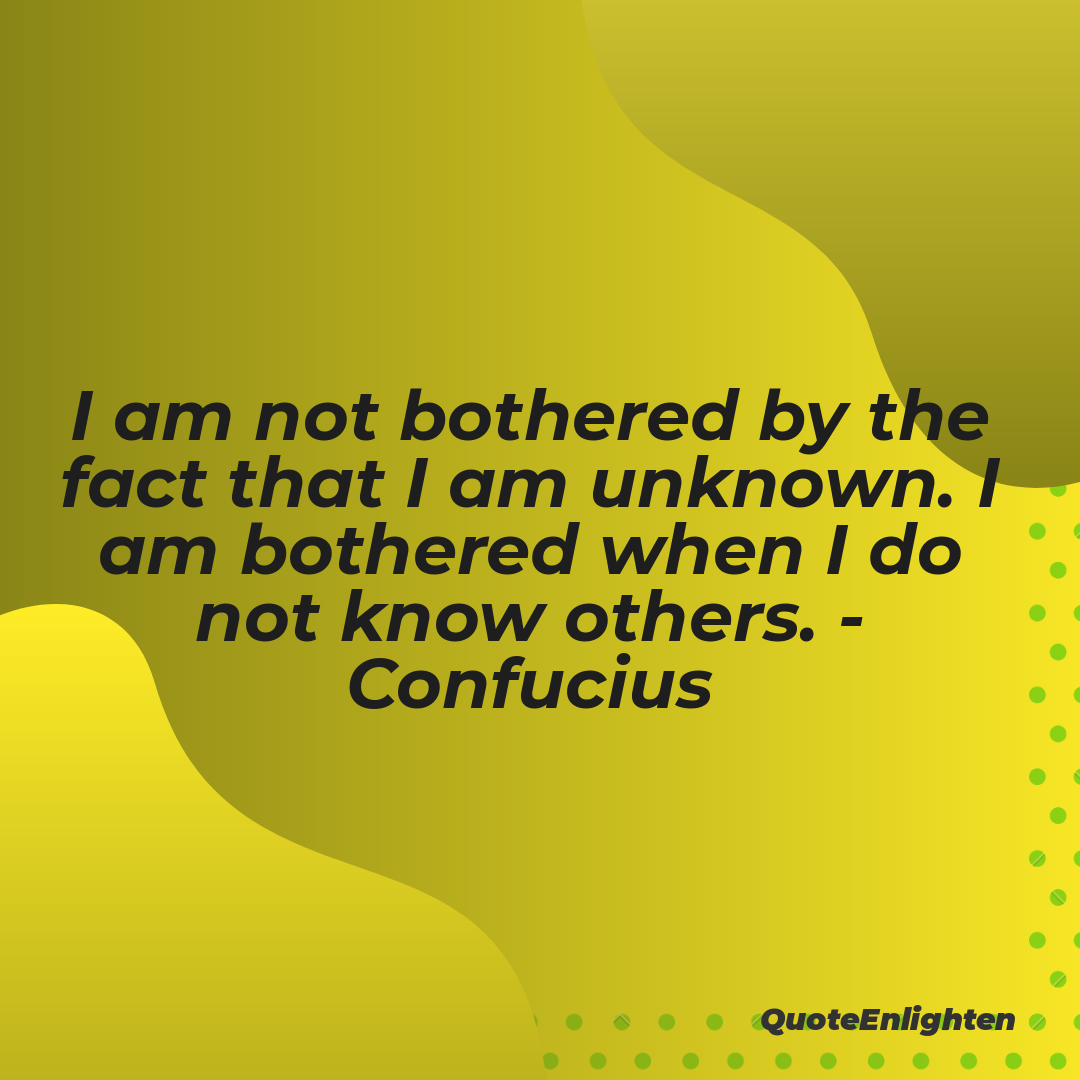 I am not bothered by the
fact that I am unknown. I
am bothered when I do
not know others. -
Confucius
QuoteEnlighten